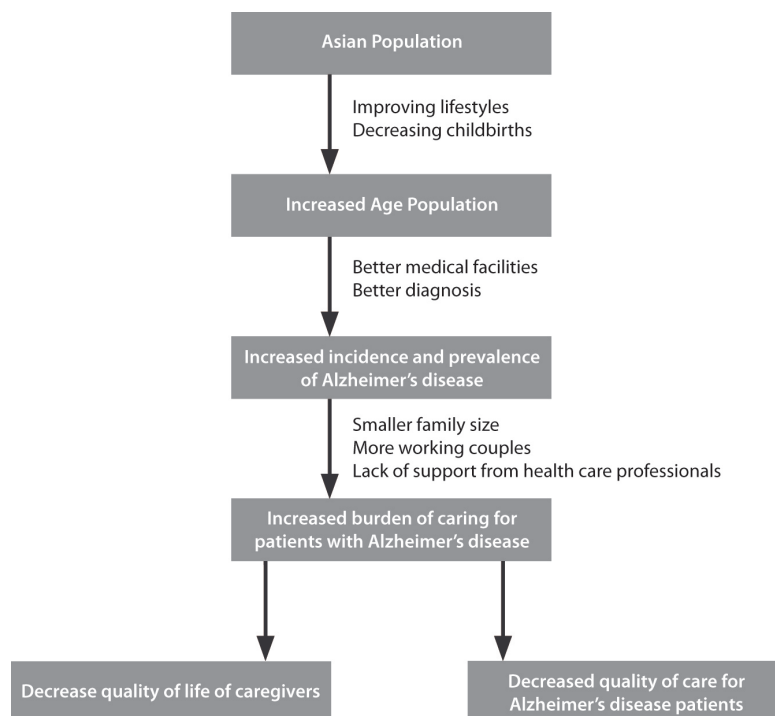 Asian Population
Improving lifestyles
Decreasing childbirths
Increased Age Population
Better medical facilities
Better diagnosis
Increased incidence and prevalence
of Alzheimer’s disease
Smaller family size
More working couples
Lack of support from health care professionals
Increased burden of caring for
patients with Alzheimer’s disease
Decrease quality of life of caregivers
Decreased quality of care for
Alzheimer’s disease patients